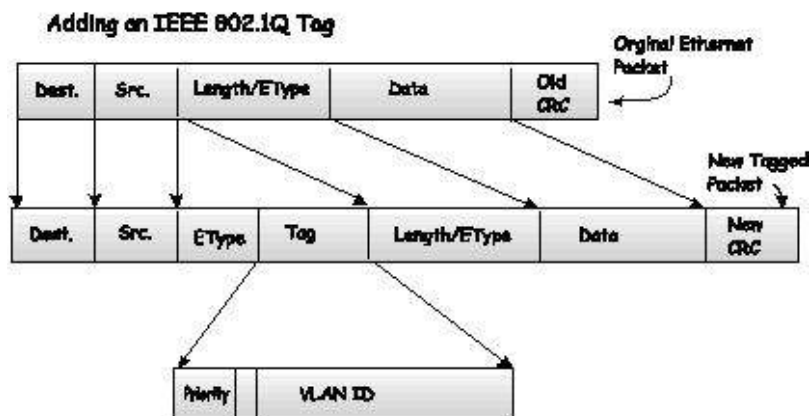 Adding an IEEE 802.1Q Tag
Orginal Ethernet
Packet
Dest. Src. Length/EType Data Old
CRC
New Tagged
Packet
Dest. Src. EType Tag Length/EType Data New
CRC
Priority VLAN ID